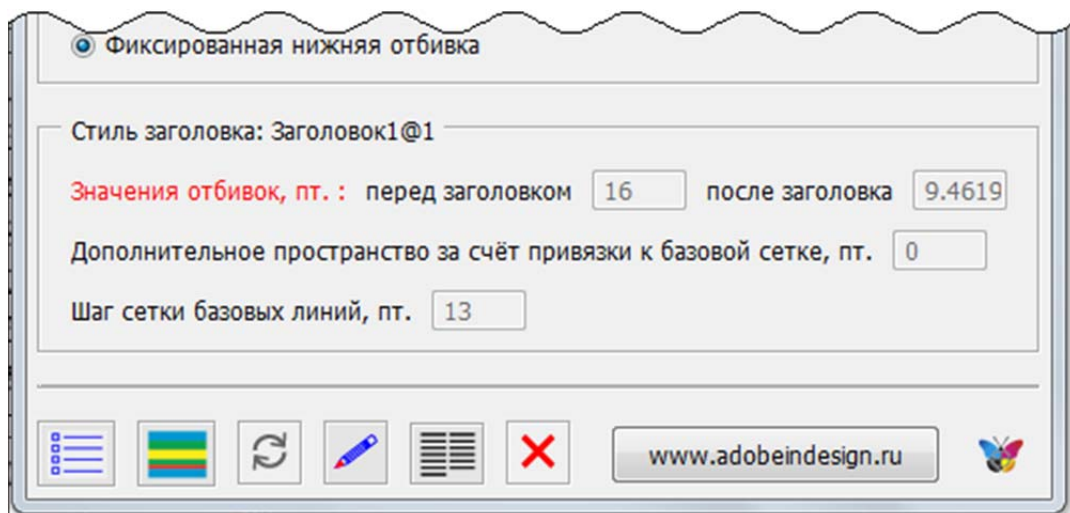 Фиксированная нижняя отбивка
Стиль заголовка: Заголовок1@1
Значения отбивок, пт. : перед заголовком 16 после заголовка 9.4619
Дополнительное пространство за счёт привязки к базовой сетке, пт. 0
Шаг сетки базовых линий, пт. 13
www.adobeindesign.ru